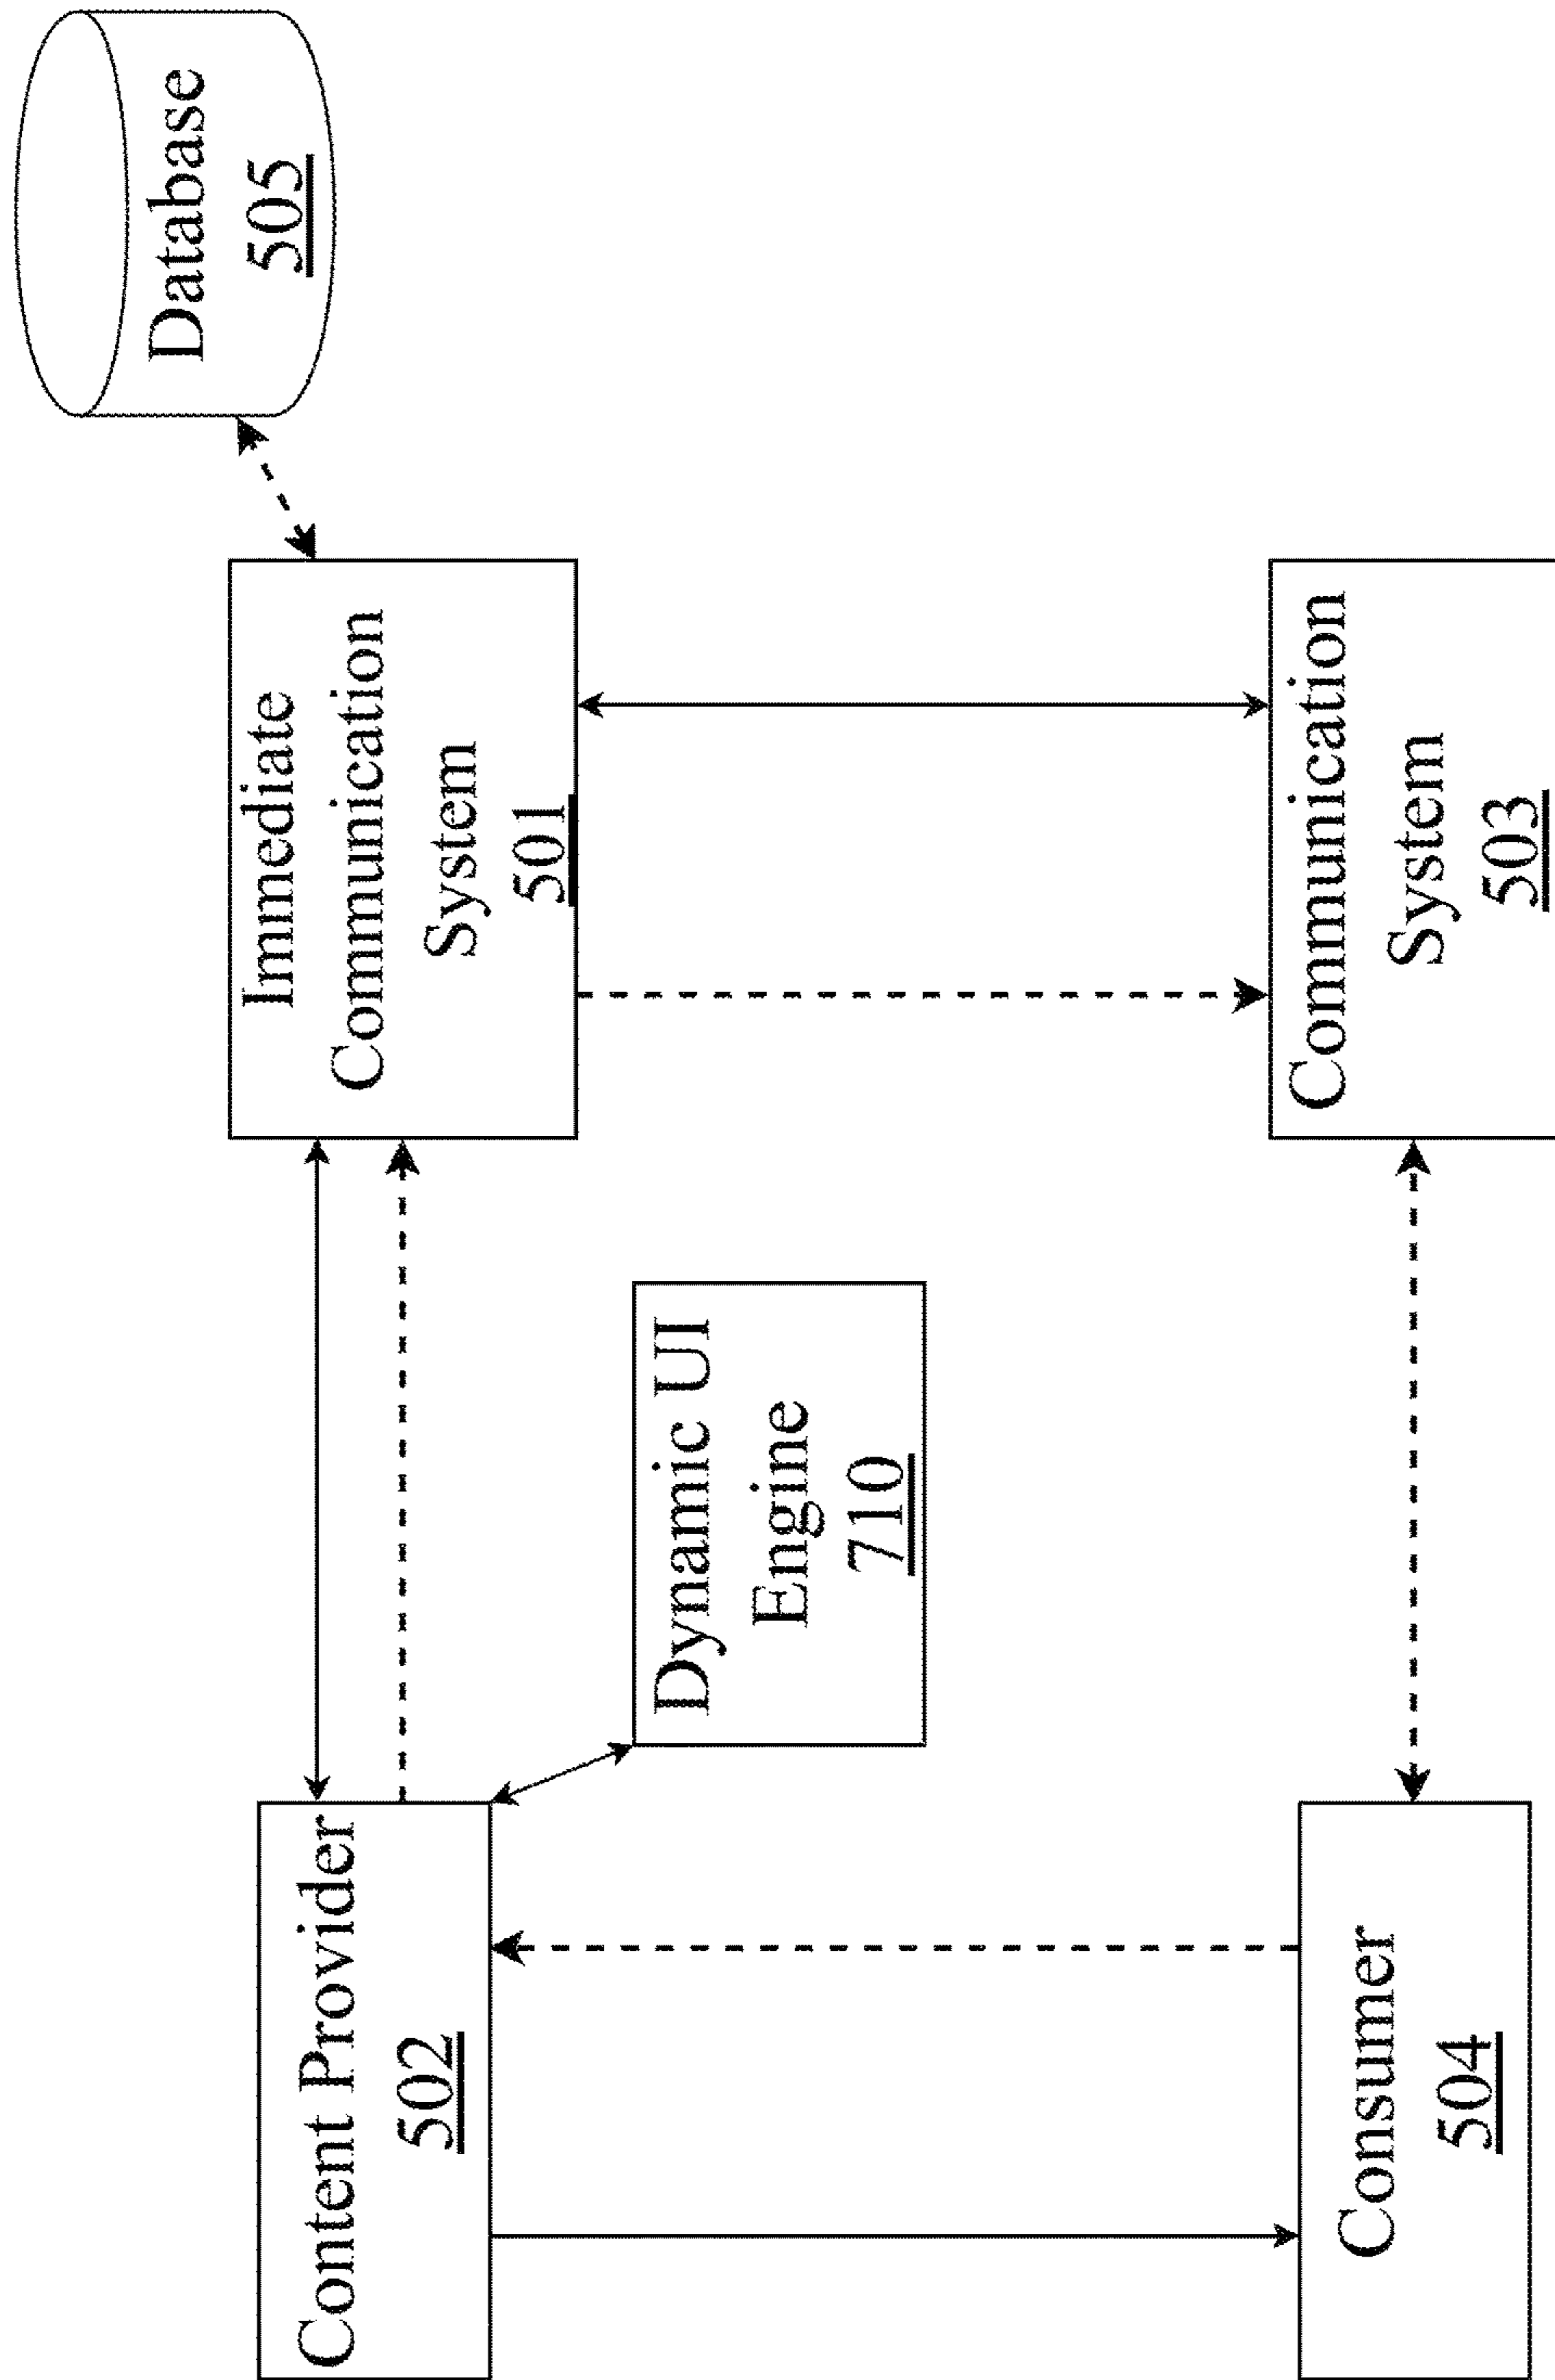 Content Provider
502
Immediate
Communication
System
501
Database
505
Dynamic UI
Engine
710
Consumer
504
Communication
System
503